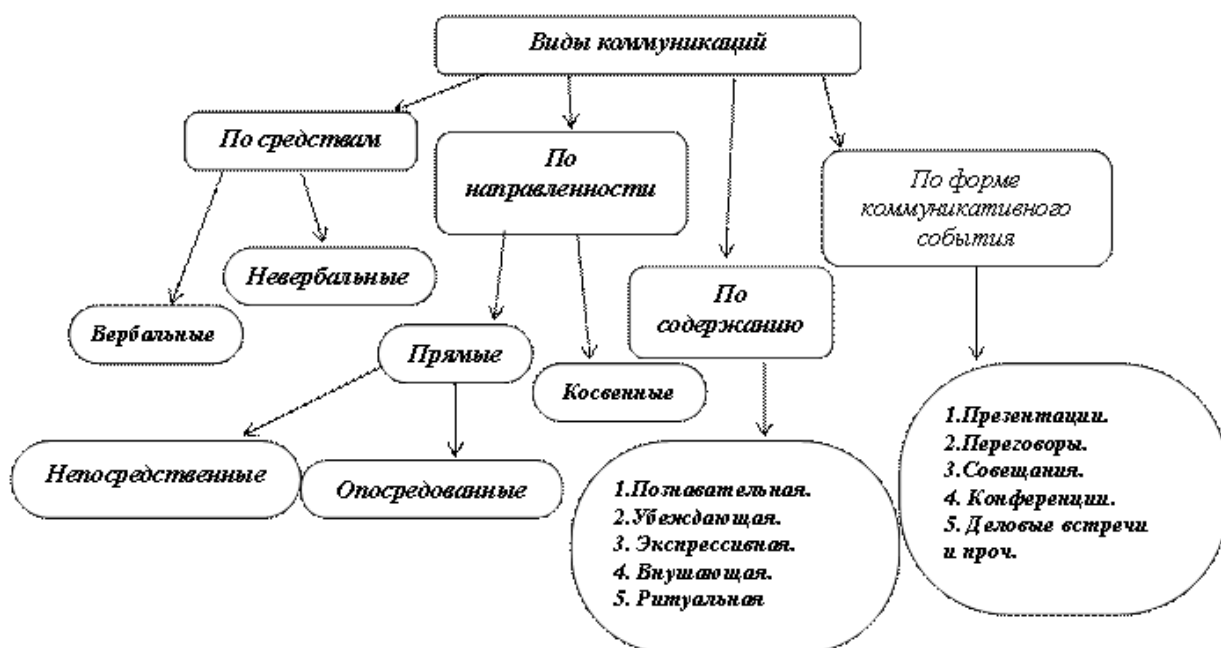 Виды коммуникаций
По средствам
По
направленности
По форме
коммуникативного
события
Невербальные
Вербальные
По
содержанию
Прямые
Косвенные
Непосредственные
Опосредованные
1.Познавательная.
2.Убеждающая.
3. Экспрессивная.
4. Внушающая.
5. Ритуальная
1.Презентации.
2.Переговоры.
3.Совещания.
4. Конференции.
5. Деловые встречи
и проч.